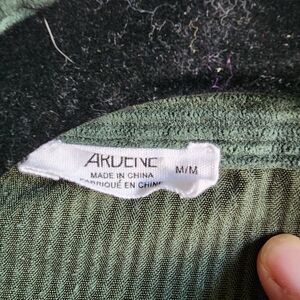 ARDENE
M/M
MADE IN CHINA
FABRIQUÉ EN CHINE